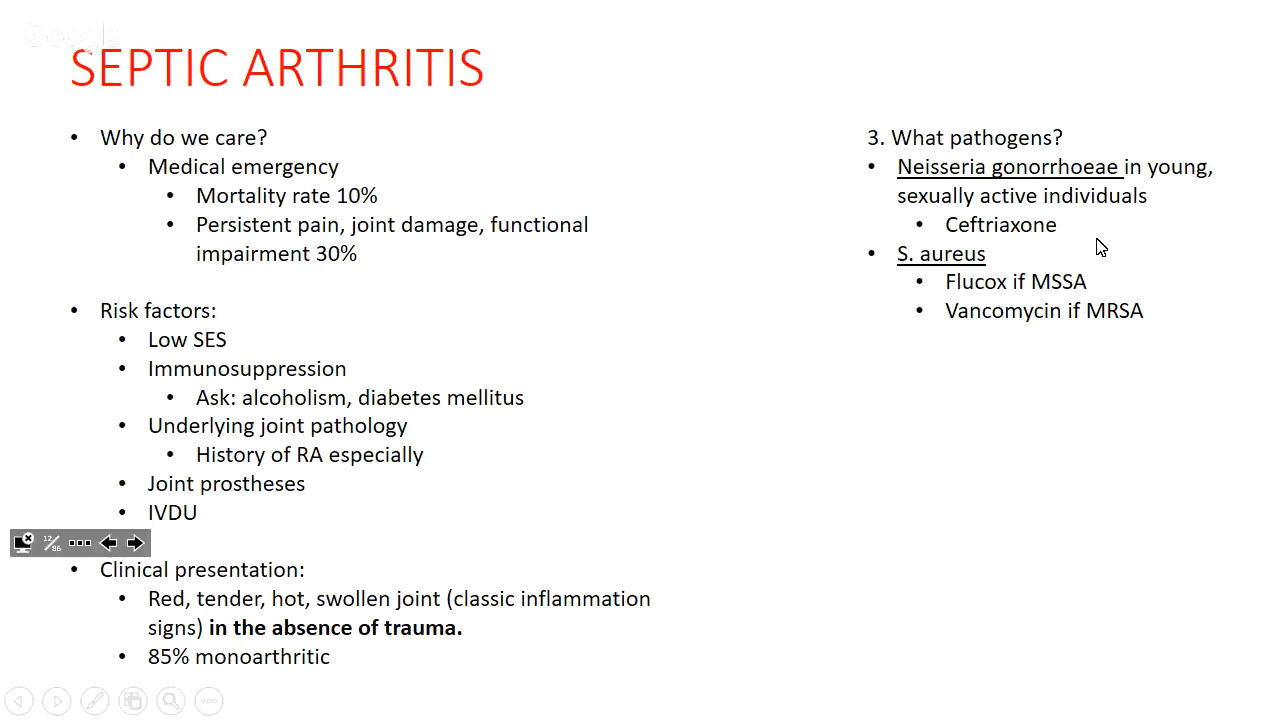 SEPTIC ARTHRITIS
• Why do we care?
• Medical emergency
• Mortality rate 10%
• Persistent pain, joint damage, functional
impairment 30%
• Risk factors:
• Low SES
• Immunosuppression
• Ask: alcoholism, diabetes mellitus
• Underlying joint pathology
• History of RA especially
• Joint prostheses
• IVDU
12/86
• Clinical presentation:
• Red, tender, hot, swollen joint (classic inflammation
signs) in the absence of trauma.
• 85% monoarthritic
3. What pathogens?
• Neisseria gonorrhoeae in young,
sexually active individuals
• Ceftriaxone
• S. aureus
• Flucox if MSSA
• Vancomycin if MRSA